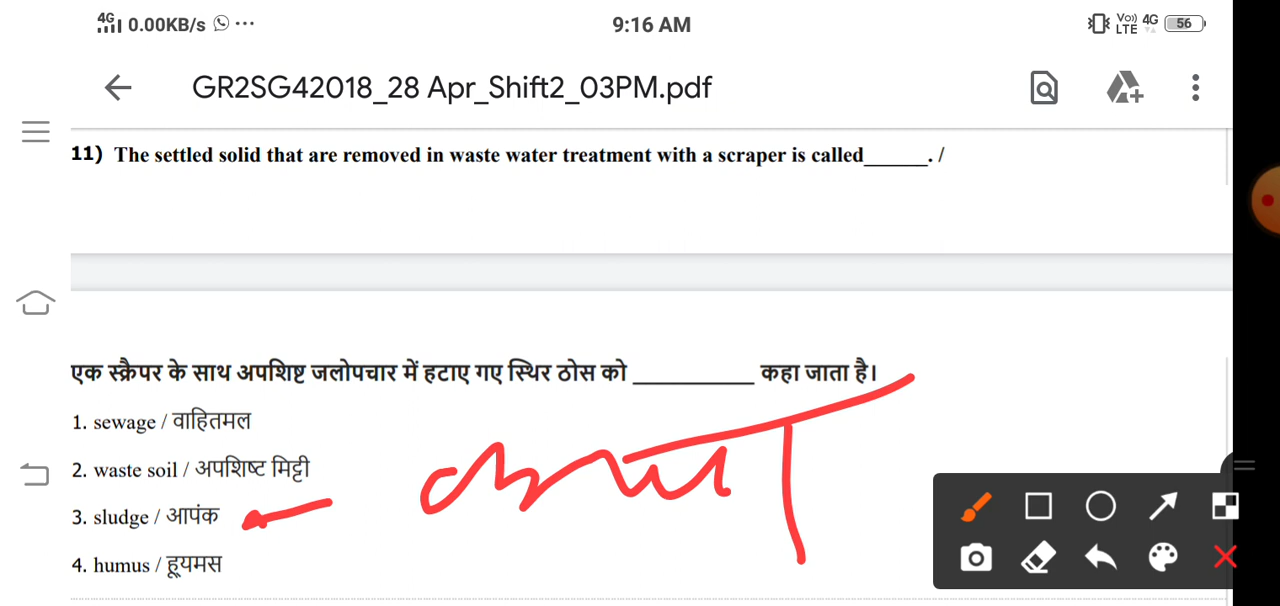 4G 0.00KB/s ... 9:16 AM Vo)) LTE 4G 56
GR2SG42018_28 Apr_Shift2_03PM.pdf
11) The settled solid that are removed in waste water treatment with a scraper is called______. /
एक स्क्रैपर के साथ अपशिष्ट जलोपचार में हटाए गए स्थिर ठोस को __________ कहा जाता है।
1. sewage / वाहितमल
2. waste soil / अपशिष्ट मिट्टी
3. sludge / आपंक
4. humus / हूयमस